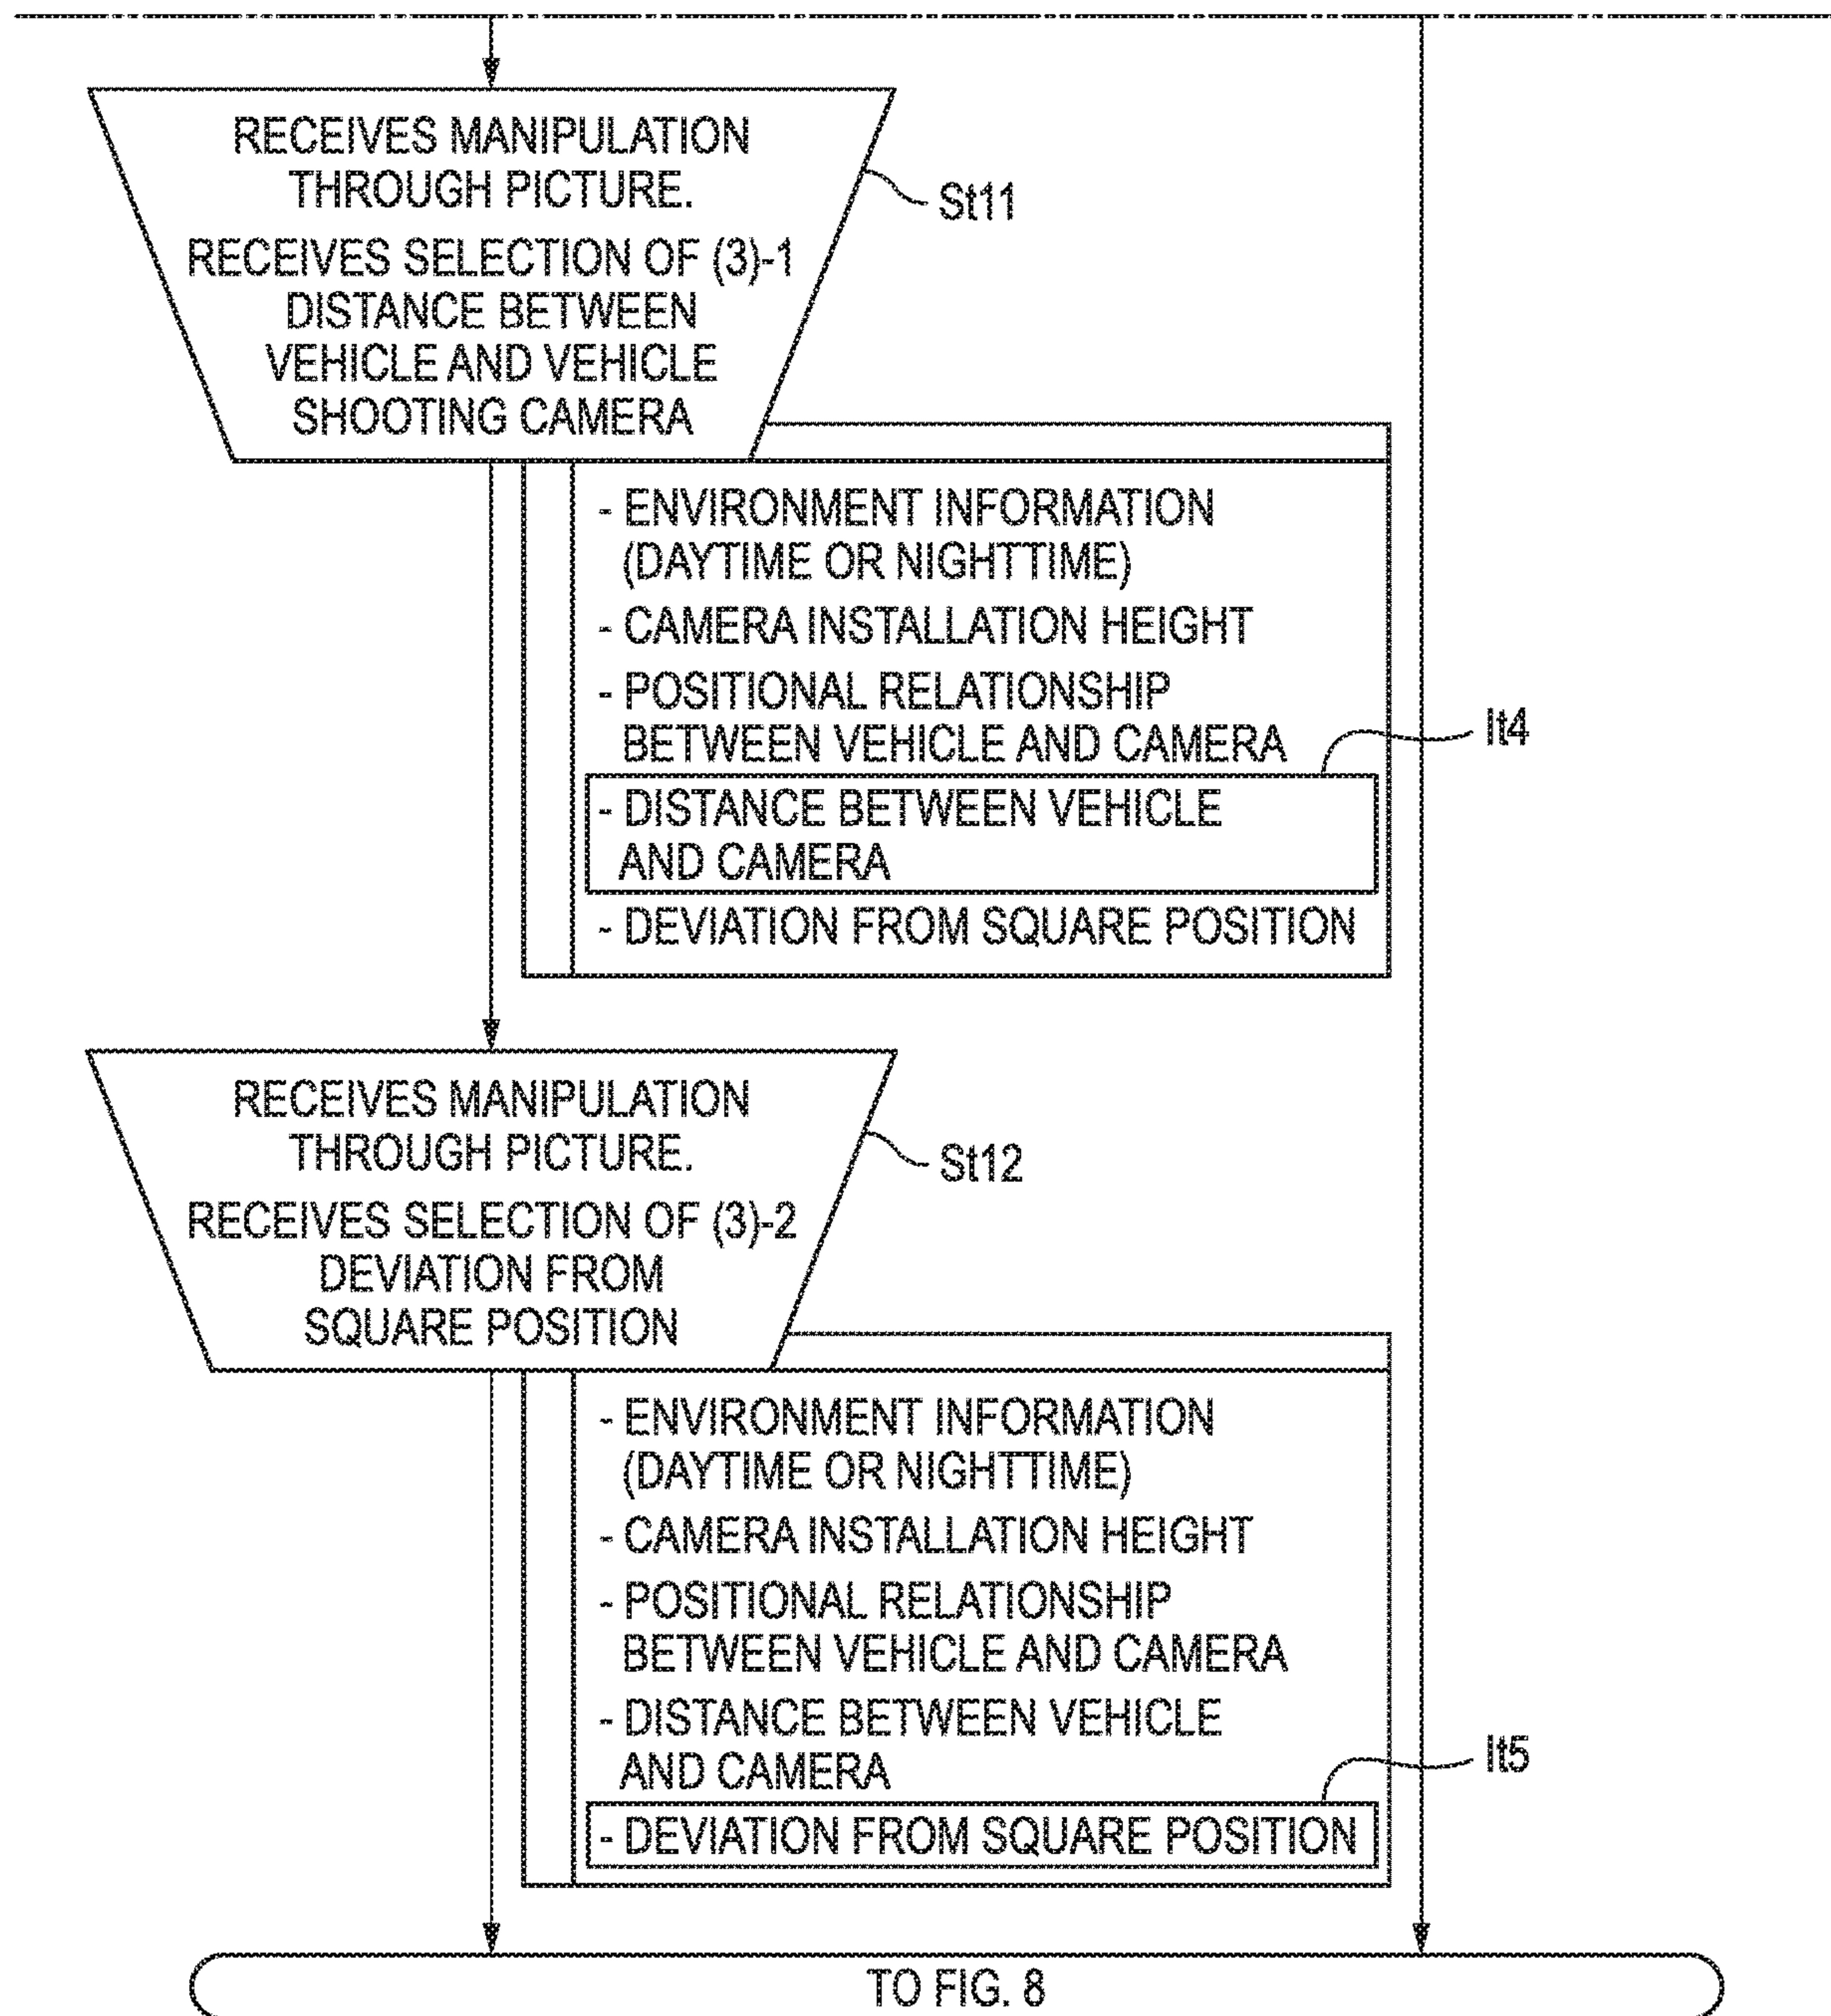 RECEIVES MANIPULATION
THROUGH PICTURE.
RECEIVES SELECTION OF (3)-1
DISTANCE BETWEEN
VEHICLE AND VEHICLE
SHOOTING CAMERA
St11
- ENVIRONMENT INFORMATION
(DAYTIME OR NIGHTTIME)
- CAMERA INSTALLATION HEIGHT
- POSITIONAL RELATIONSHIP
BETWEEN VEHICLE AND CAMERA
It4
- DISTANCE BETWEEN VEHICLE
AND CAMERA
- DEVIATION FROM SQUARE POSITION
RECEIVES MANIPULATION
THROUGH PICTURE.
RECEIVES SELECTION OF (3)-2
DEVIATION FROM
SQUARE POSITION
St12
- ENVIRONMENT INFORMATION
(DAYTIME OR NIGHTTIME)
- CAMERA INSTALLATION HEIGHT
- POSITIONAL RELATIONSHIP
BETWEEN VEHICLE AND CAMERA
- DISTANCE BETWEEN VEHICLE
AND CAMERA
It5
- DEVIATION FROM SQUARE POSITION
TO FIG. 8